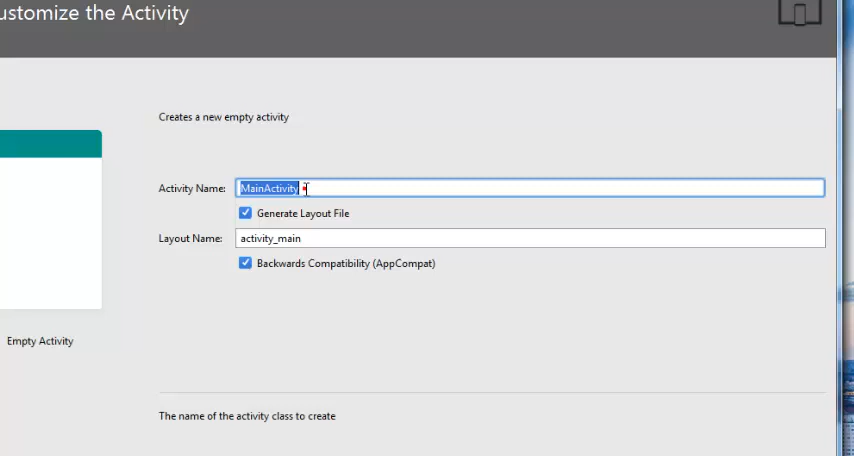 ustomize the Activity
Creates a new empty activity
Activity Name: MainActivity
Generate Layout File
Layout Name: activity_main
Backwards Compatibility (AppCompat)
Empty Activity
The name of the activity class to create